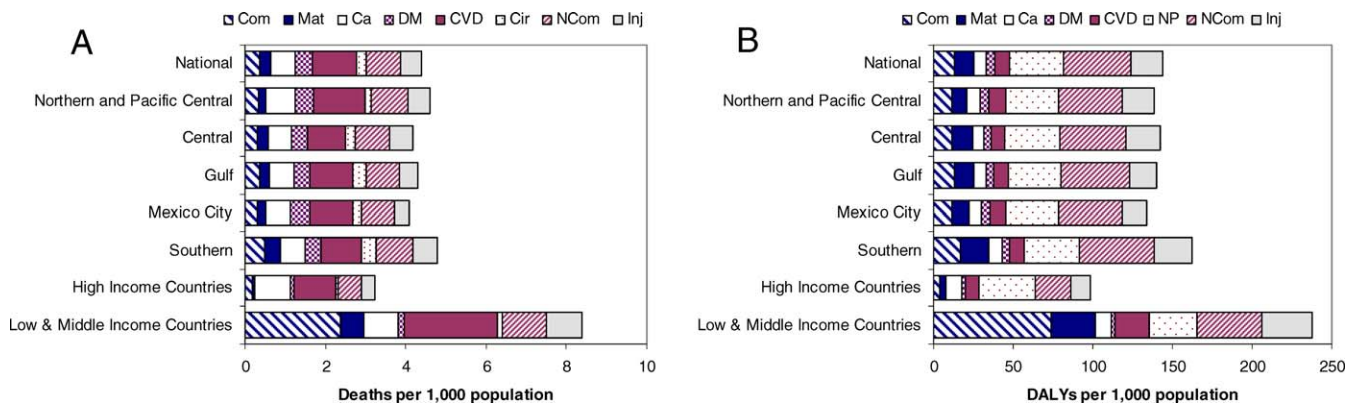 Com Mat Ca DM CVD Cir NCom Inj
A
National
Northern and Pacific Central
Central
Gulf
Mexico City
Southern
High Income Countries
Low & Middle Income Countries
0 2 4 6 8 10
Deaths per 1,000 population
Com Mat Ca DM CVD NP NCom Inj
B
National
Northern and Pacific Central
Central
Gulf
Mexico City
Southern
High Income Countries
Low & Middle Income Countries
0 50 100 150 200 250
DALYs per 1,000 population